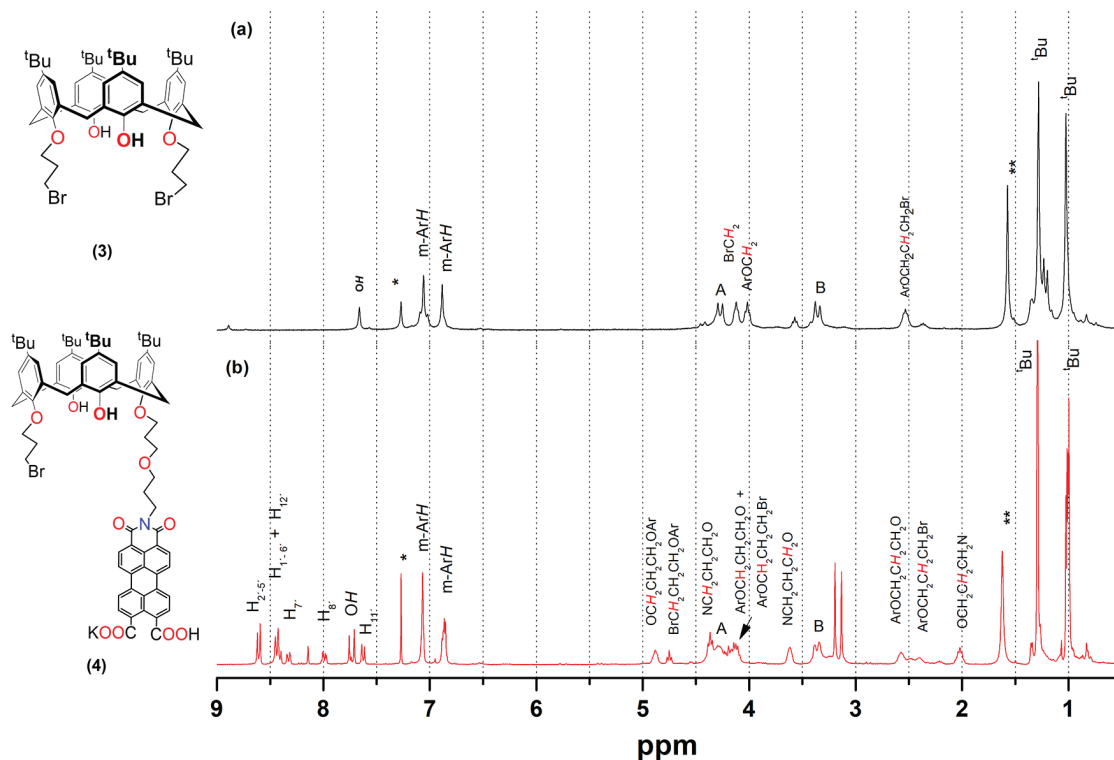 (a)
ᵗBu
ᵗBu
ᵗBu
ᵗBu
OH
OH
O
O
Br
Br
(3)
OH
*
m-ArH
m-ArH
A
BrCH₂
ArOCH₂
B
ArOCH₂CH₂CH₂Br
**
ᵗBu
ᵗBu
(b)
ᵗBu
ᵗBu
ᵗBu
ᵗBu
OH
OH
O
O
Br
O
O
N
O
KOOC
COOH
(4)
H₂'₋₅'
H₁'₋₆' + H₁₂'
H₇'
H₈'
OH
H₁₁'
*
m-ArH
m-ArH
OCH₂CH₂CH₂OAr
BrCH₂CH₂CH₂OAr
NCH₂CH₂CH₂O
A
ArOCH₂CH₂CH₂O +
ArOCH₂CH₂CH₂Br
NCH₂CH₂CH₂O
B
ArOCH₂CH₂CH₂O
ArOCH₂CH₂CH₂Br
OCH₂CH₂CH₂N
**
ᵗBu
ᵗBu
9 8 7 6 5 4 3 2 1
ppm